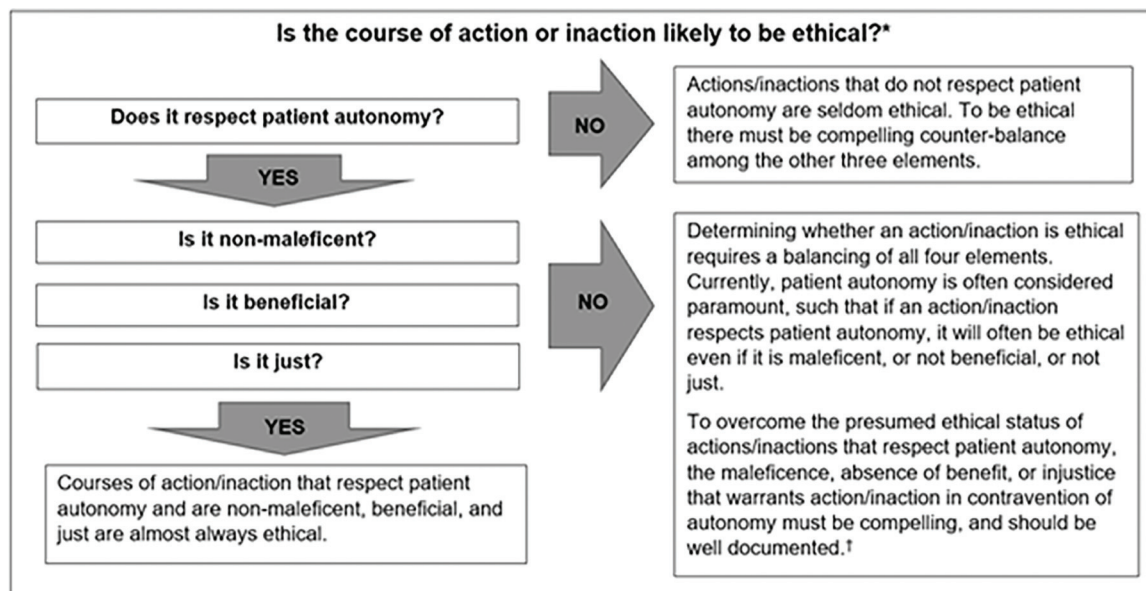 Is the course of action or inaction likely to be ethical?*
Does it respect patient autonomy?
NO
Actions/inactions that do not respect patient
autonomy are seldom ethical. To be ethical
there must be compelling counter-balance
among the other three elements.
YES
Is it non-maleficent?
Is it beneficial?
Is it just?
NO
Determining whether an action/inaction is ethical
requires a balancing of all four elements.
Currently, patient autonomy is often considered
paramount, such that if an action/inaction
respects patient autonomy, it will often be ethical
even if it is maleficent, or not beneficial, or not
just.
To overcome the presumed ethical status of
actions/inactions that respect patient autonomy,
the maleficence, absence of benefit, or injustice
that warrants action/inaction in contravention of
autonomy must be compelling, and should be
well documented.†
YES
Courses of action/inaction that respect patient
autonomy and are non-maleficent, beneficial, and
just are almost always ethical.